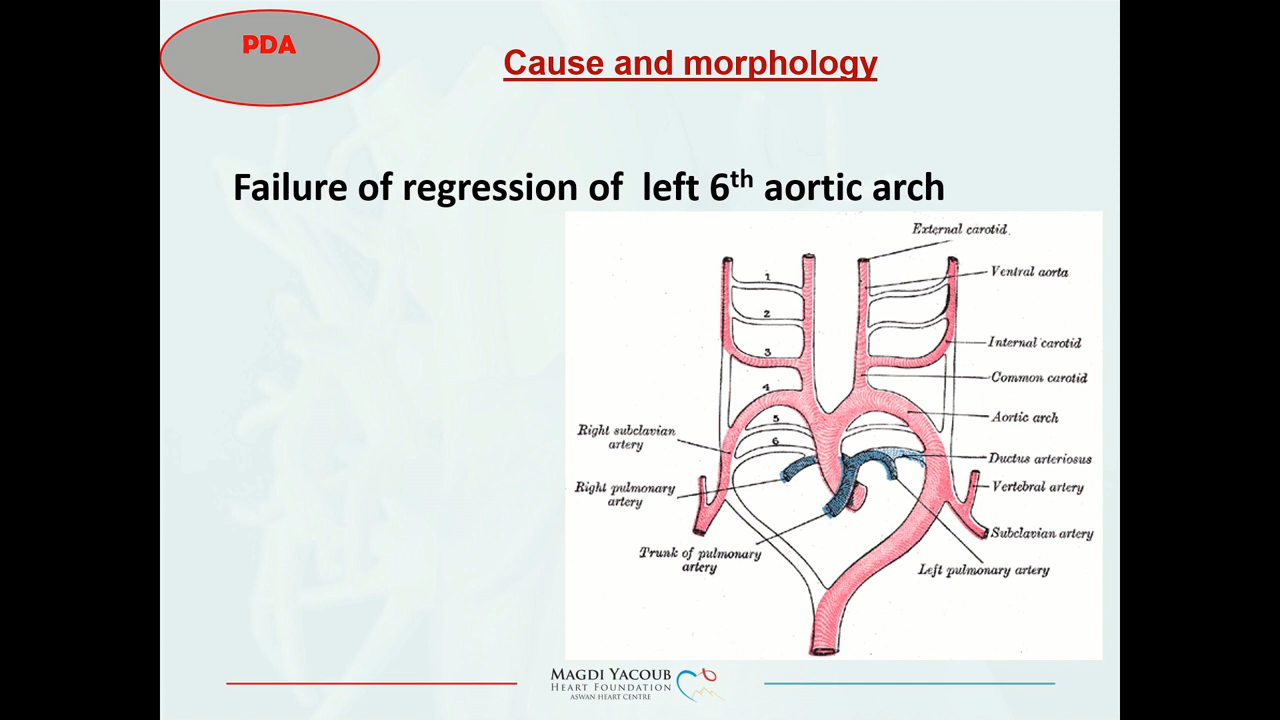 PDA
Cause and morphology
Failure of regression of left 6th aortic arch
External carotid.
Ventral aorta
Internal carotid
Common carotid
Aortic arch
Ductus arteriosus
Vertebral artery
Subclavian artery
Left pulmonary artery
1
2
3
4
5
6
Right subclavian
artery
Right pulmonary
artery
Trunk of pulmonary
artery
MAGDI YACOUB
HEART FOUNDATION
ASWAN HEART CENTRE